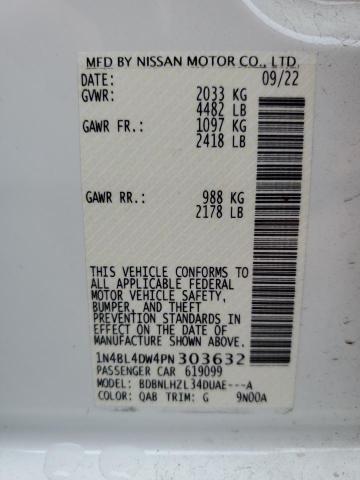 MFD BY NISSAN MOTOR CO., LTD.
DATE: 09/22
GVWR: 2033 KG
4482 LB
GAWR FR.: 1097 KG
2418 LB
GAWR RR.: 988 KG
2178 LB
THIS VEHICLE CONFORMS TO
ALL APPLICABLE FEDERAL
MOTOR VEHICLE SAFETY,
BUMPER, AND THEFT
PREVENTION STANDARDS IN
EFFECT ON THE DATE OF
MANUFACTURE SHOWN ABOVE.
1N4BL4DW4PN303632
PASSENGER CAR 619099
MODEL: BDBNLHZL34DUAE---A
COLOR: QAB TRIM: G 9N00A